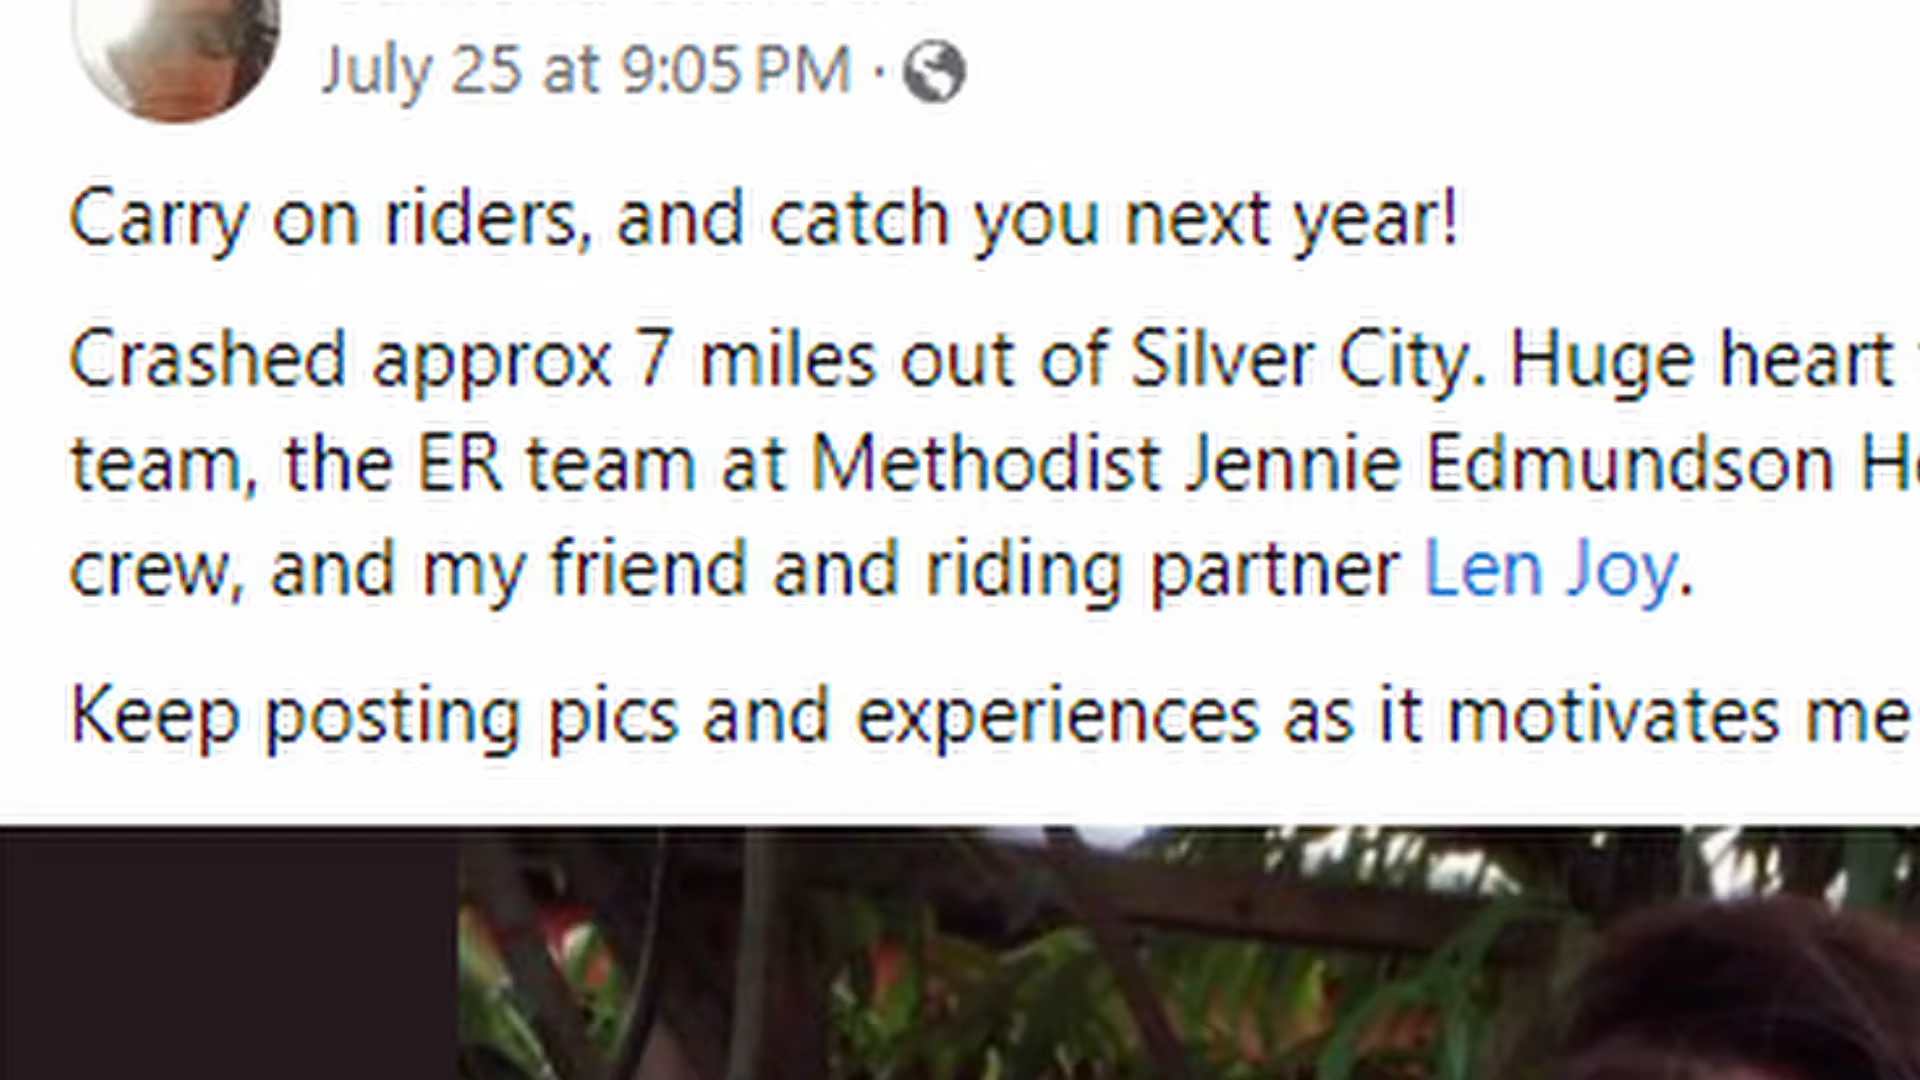 July 25 at 9:05 PM ·
Carry on riders, and catch you next year!
Crashed approx 7 miles out of Silver City. Huge heart
team, the ER team at Methodist Jennie Edmundson
crew, and my friend and riding partner Len Joy.
Keep posting pics and experiences as it motivates me